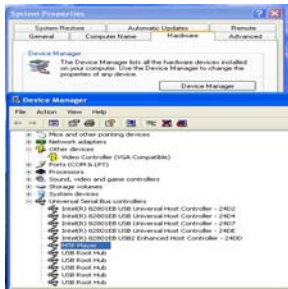 System Properties
System Restore Automatic Updates Remote
General Computer Name Hardware Advanced
Device Manager
The Device Manager lists all the hardware devices installed
on your computer. Use the Device Manager to change the
properties of any device.
Device Manager
Device Manager
File Action View Help
Mice and other pointing devices
Network adapters
Other devices
Video Controller (VGA Compatible)
Ports (COM & LPT)
Processors
Sound, video and game controllers
Storage volumes
System devices
Universal Serial Bus controllers
Intel(R) 82801EB USB Universal Host Controller - 24D2
Intel(R) 82801EB USB Universal Host Controller - 24D4
Intel(R) 82801EB USB Universal Host Controller - 24D7
Intel(R) 82801EB USB Universal Host Controller - 24DE
Intel(R) 82801EB USB2 Enhanced Host Controller - 24DD
MTP Player
USB Root Hub
USB Root Hub
USB Root Hub
USB Root Hub